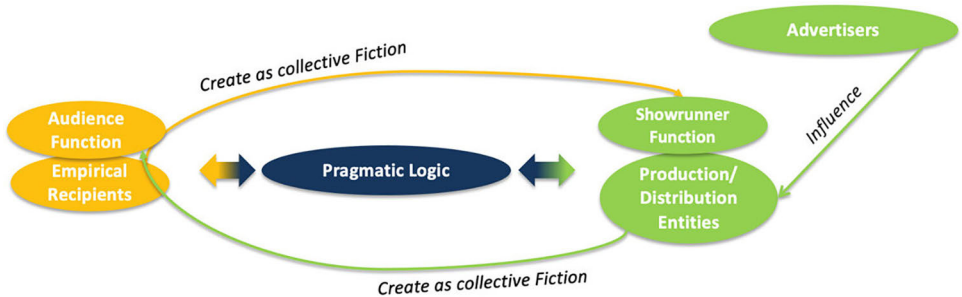 Advertisers
Create as collective Fiction
Influence
Audience
Function
Showrunner
Function
Empirical
Recipients
Pragmatic Logic
Production/
Distribution
Entities
Create as collective Fiction